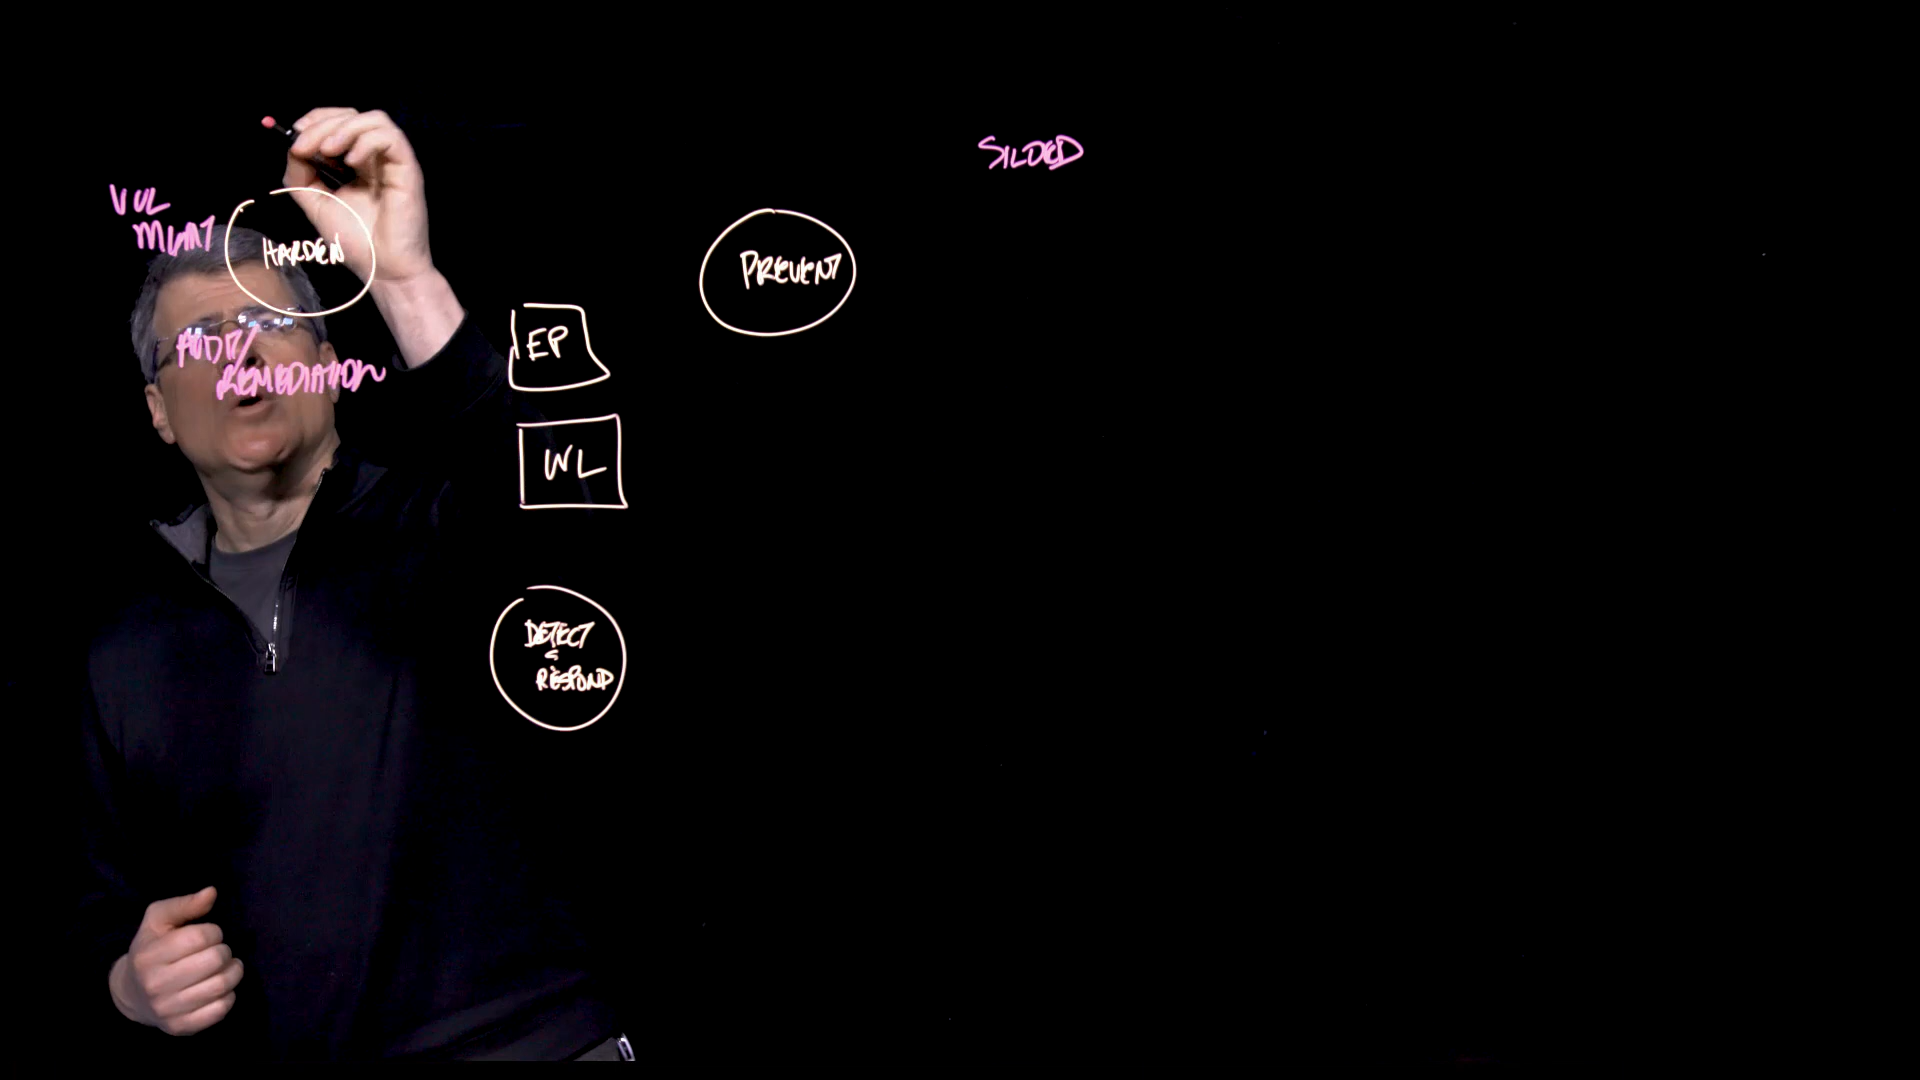 SILOED
VUL
MGMT
HARDEN
PREVENT
AUDIT/
REMEDIATION
EP
WL
DETECT
&
RESPOND